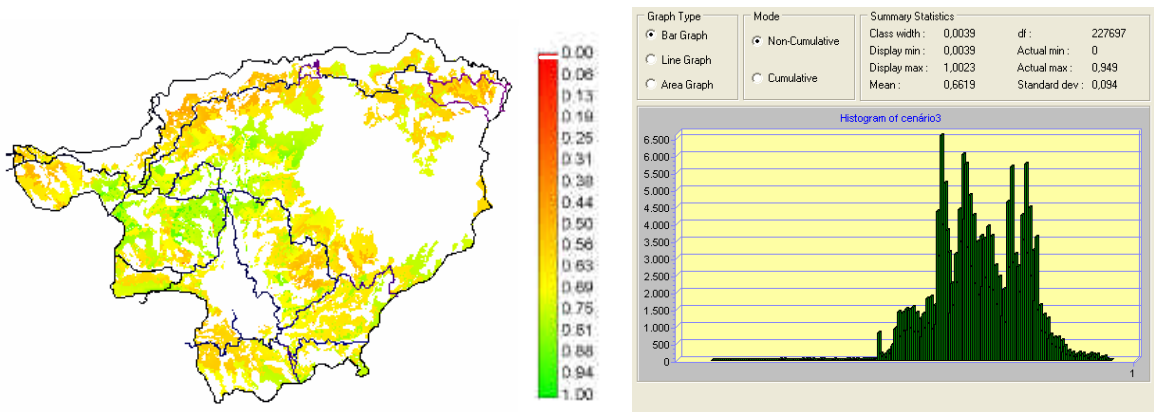 0.00
0.06
0.13
0.19
0.25
0.31
0.38
0.44
0.50
0.56
0.63
0.69
0.75
0.81
0.88
0.94
1.00
Graph Type
Bar Graph
Line Graph
Area Graph
Mode
Non-Cumulative
Cumulative
Summary Statistics
Class width : 0,0039 df : 227697
Display min : 0,0039 Actual min : 0
Display max : 1,0023 Actual max : 0,949
Mean : 0,6619 Standard dev : 0,094
Histogram of cenário3
6.500
6.000
5.500
5.000
4.500
4.000
3.500
3.000
2.500
2.000
1.500
1.000
500
0
1